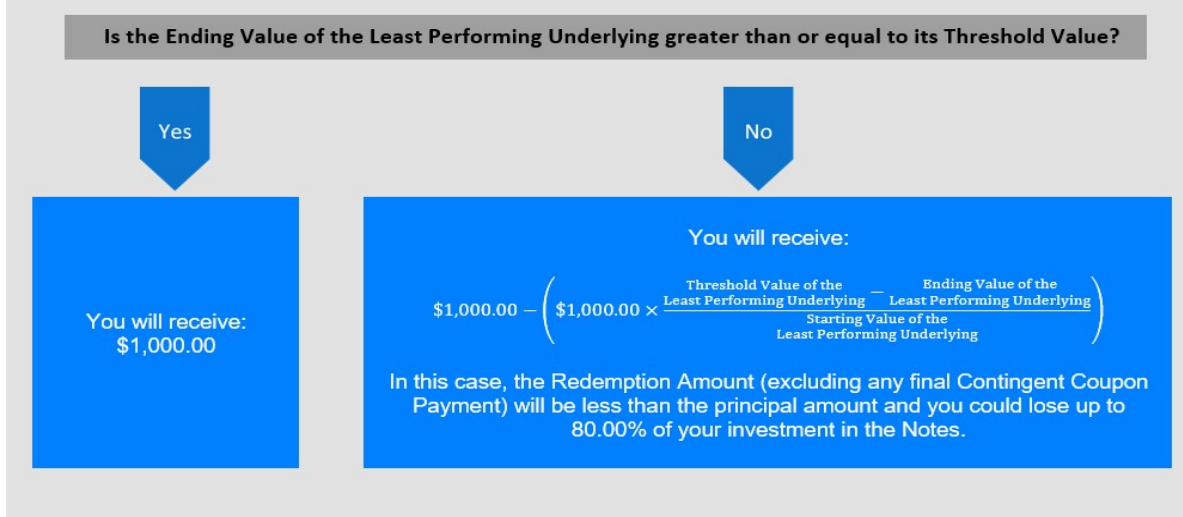 Is the Ending Value of the Least Performing Underlying greater than or equal to its Threshold Value?
Yes
No
You will receive:
$1,000.00
You will receive:
$1,000.00 − ($1,000.00 × (Threshold Value of the Least Performing Underlying − Ending Value of the Least Performing Underlying) / Starting Value of the Least Performing Underlying)
In this case, the Redemption Amount (excluding any final Contingent Coupon
Payment) will be less than the principal amount and you could lose up to
80.00% of your investment in the Notes.